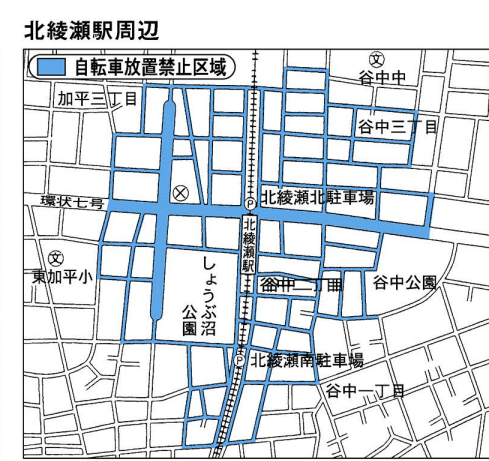 北綾瀬駅周辺
自転車放置禁止区域
文
谷中中
加平三丁目
谷中三丁目
環状七号
P
北綾瀬北駐車場
北綾瀬駅
文
東加平小
しょうぶ沼
公園
谷中二丁目
谷中公園
P
北綾瀬南駐車場
谷中一丁目